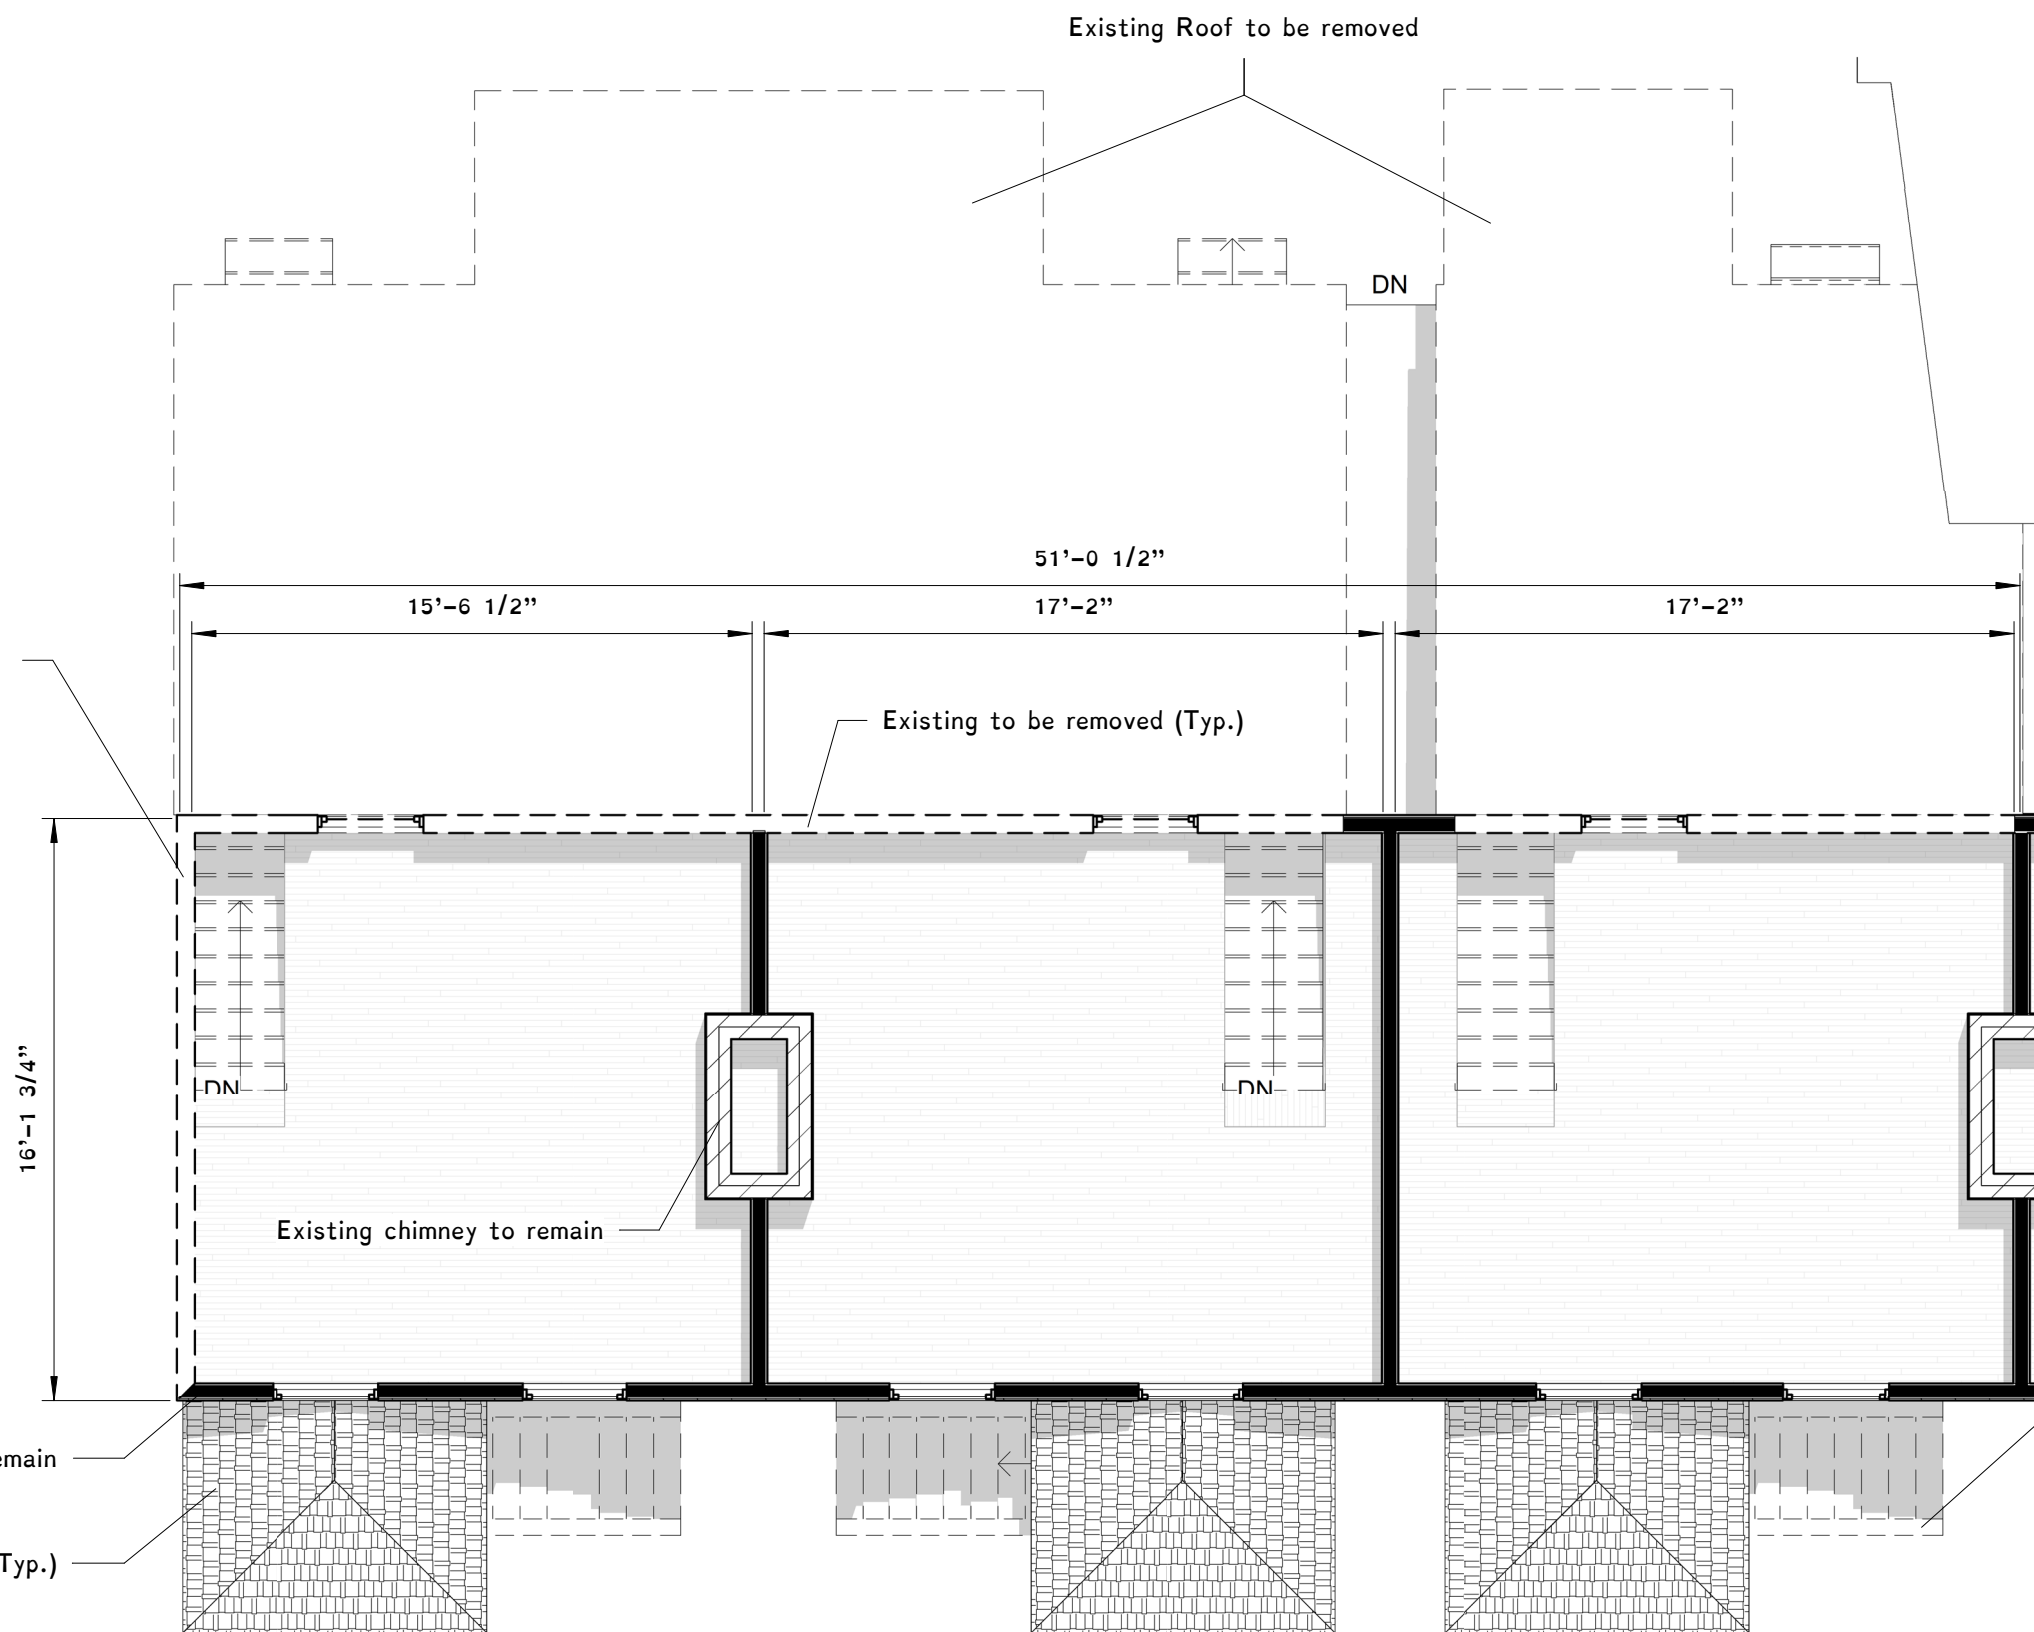 Existing Roof to be removed
DN
51’-0 1/2”
15’-6 1/2”
17’-2”
17’-2”
Existing to be removed (Typ.)
16’-1 3/4”
DN
DN
Existing chimney to remain
emain
Typ.)